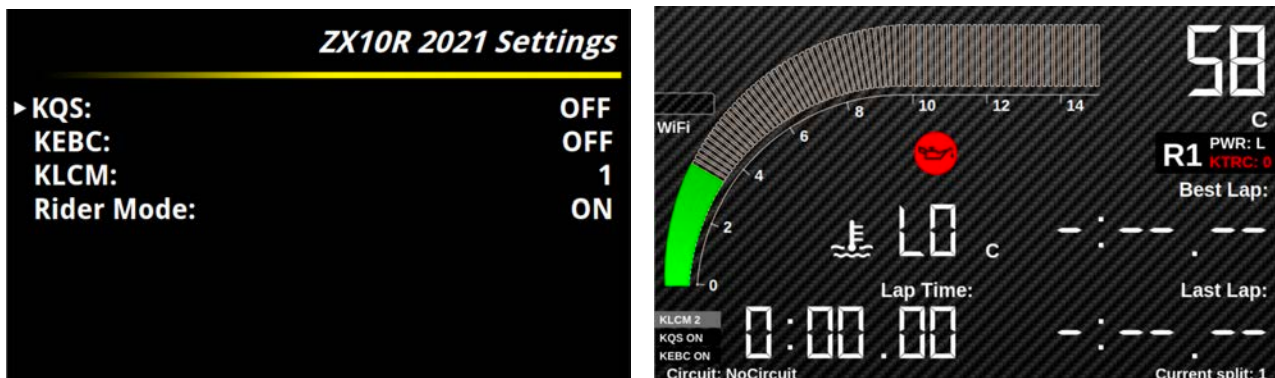 ZX10R 2021 Settings
KQS: OFF
KEBC: OFF
KLCM: 1
Rider Mode: ON
58
C
WiFi
0 2 4 6 8 10 12 14
R1 PWR: L
KTRC: 0
Best Lap:
LO C
-:--.--
Lap Time:
Last Lap:
KLCM 2
KQS ON
KEBC ON
0:00.00
-:--.--
Circuit: NoCircuit
Current split: 1